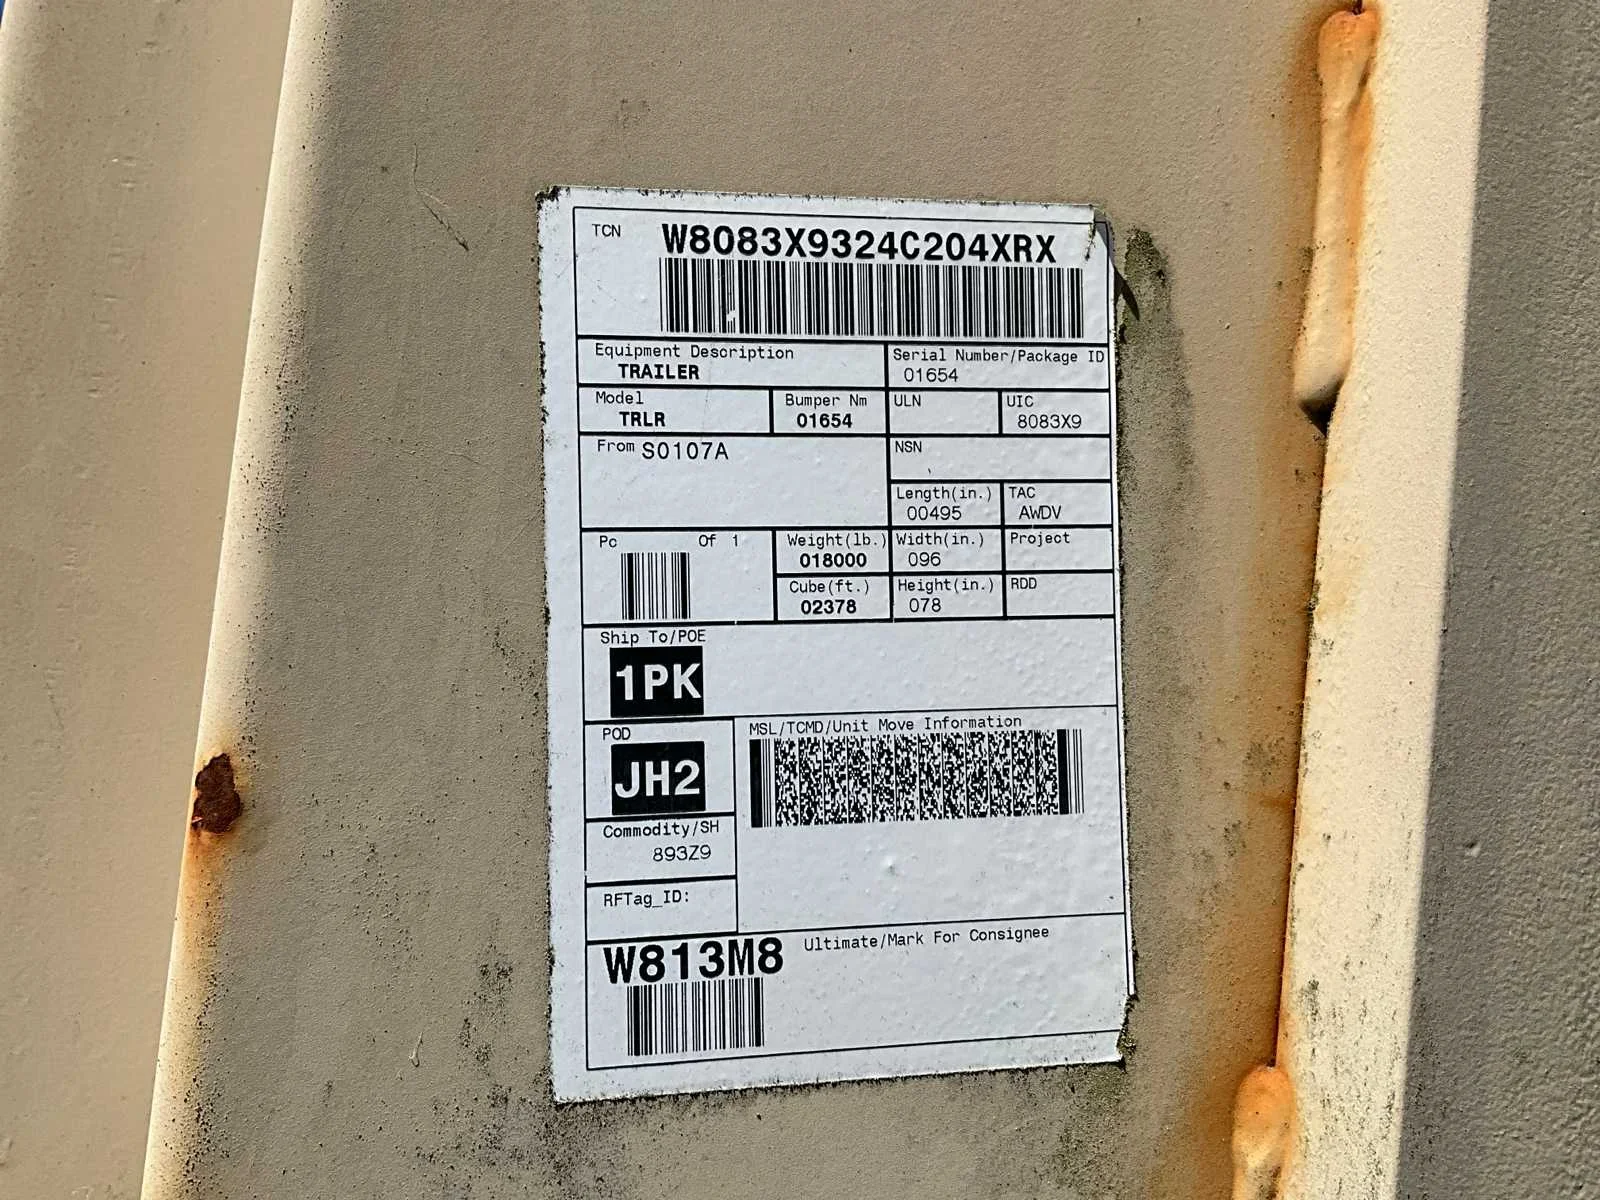 TCN W8083X9324C204XRX
Equipment Description
TRAILER
Serial Number/Package ID
01654
Model
TRLR
Bumper Nm
01654
ULN
UIC
8083X9
From S0107A
NSN
Length(in.)
00495
TAC
AWDV
Pc Of 1
Weight(lb.)
018000
Width(in.)
096
Project
Cube(ft.)
02378
Height(in.)
078
RDD
Ship To/POE
1PK
POD
JH2
MSL/TCMD/Unit Move Information
Commodity/SH
893Z9
RFTag_ID:
W813M8 Ultimate/Mark For Consignee